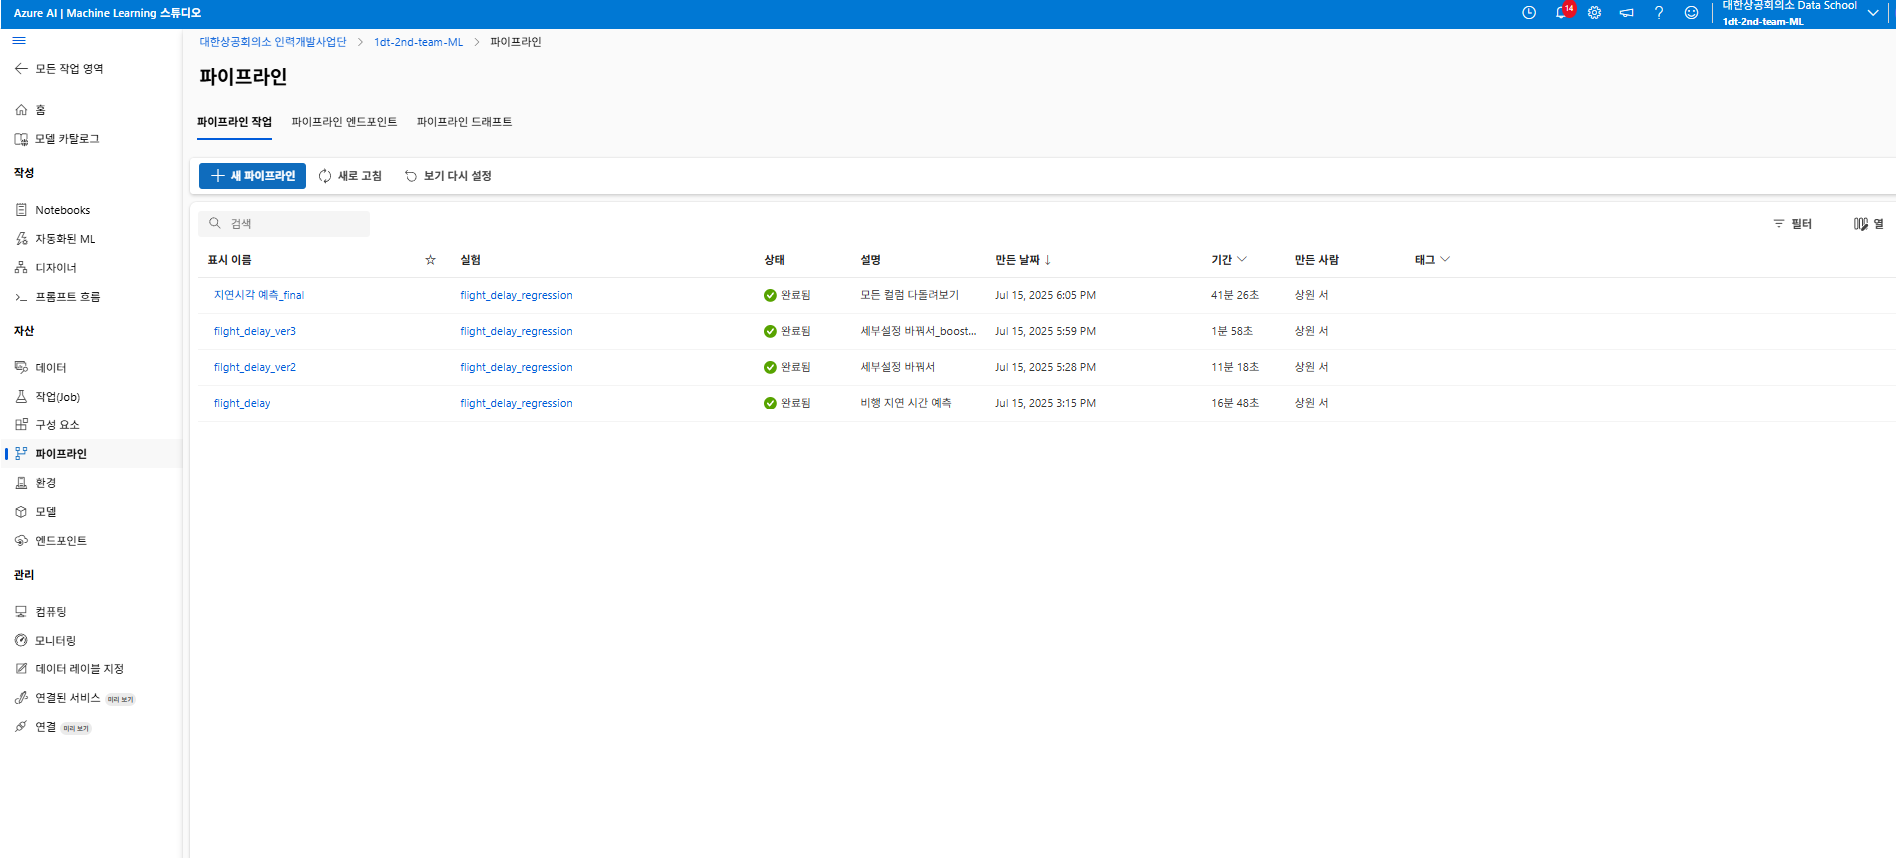 Azure AI | Machine Learning 스튜디오
14
대한상공회의소 Data School
1dt-2nd-team-ML
모든 작업 영역
홈
모델 카탈로그
작성
Notebooks
자동화된 ML
디자이너
프롬프트 흐름
자산
데이터
작업(Job)
구성 요소
파이프라인
환경
모델
엔드포인트
관리
컴퓨팅
모니터링
데이터 레이블 지정
연결된 서비스 미리 보기
연결 미리 보기
대한상공회의소 인력개발사업단 > 1dt-2nd-team-ML > 파이프라인
파이프라인
파이프라인 작업 파이프라인 엔드포인트 파이프라인 드래프트
새 파이프라인 새로 고침 보기 다시 설정
검색 필터 열
표시 이름 실험 상태 설명 만든 날짜 ↓ 기간 만든 사람 태그
지연시각 예측_final flight_delay_regression 완료됨 모든 컬럼 다돌려보기 Jul 15, 2025 6:05 PM 41분 26초 상원 서
filght_delay_ver3 flight_delay_regression 완료됨 세부설정 바꿔서_boost... Jul 15, 2025 5:59 PM 1분 58초 상원 서
filght_delay_ver2 flight_delay_regression 완료됨 세부설정 바꿔서 Jul 15, 2025 5:28 PM 11분 18초 상원 서
flight_delay flight_delay_regression 완료됨 비행 지연 시간 예측 Jul 15, 2025 3:15 PM 16분 48초 상원 서